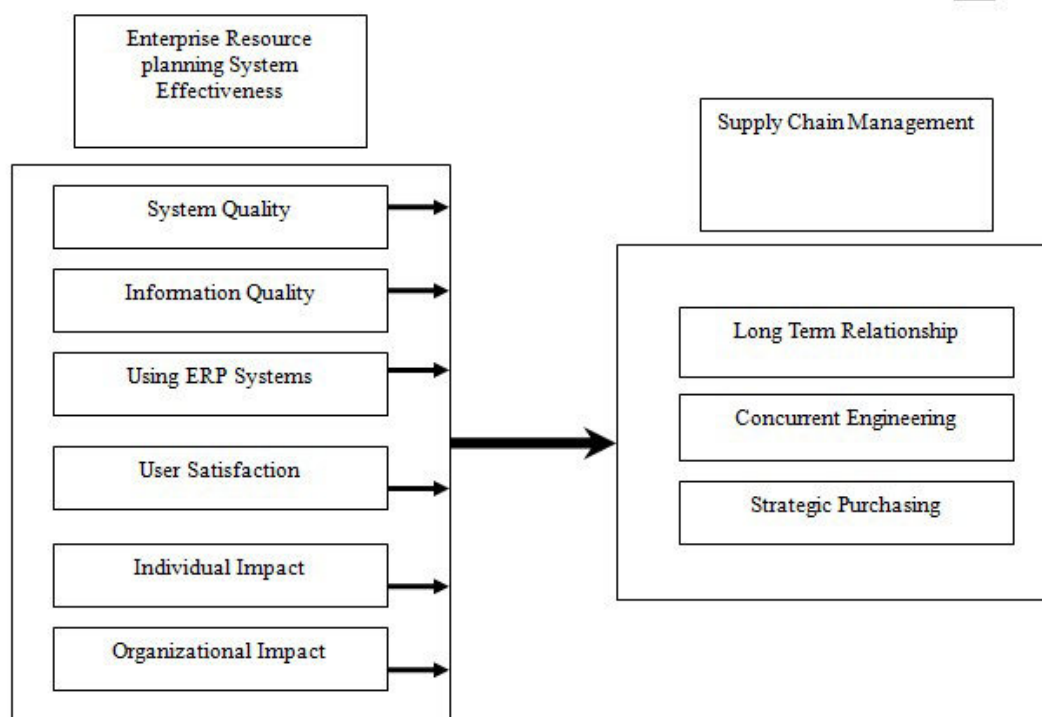 Enterprise Resource
planning System
Effectiveness
Supply Chain Management
System Quality
Information Quality
Using ERP Systems
User Satisfaction
Individual Impact
Organizational Impact
Long Term Relationship
Concurrent Engineering
Strategic Purchasing